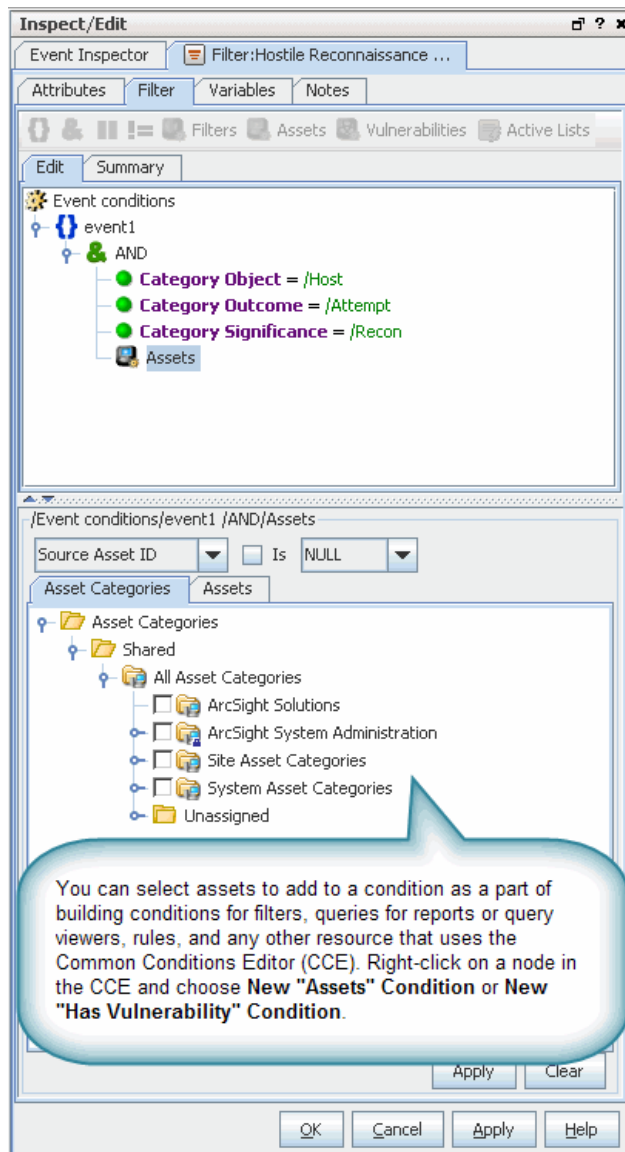 Inspect/Edit
Event Inspector Filter:Hostile Reconnaissance ...
Attributes Filter Variables Notes
Filters Assets Vulnerabilities Active Lists
Edit Summary
Event conditions
event1
AND
Category Object = /Host
Category Outcome = /Attempt
Category Significance = /Recon
Assets
/Event conditions/event1 /AND/Assets
Source Asset ID Is NULL
Asset Categories Assets
Asset Categories
Shared
All Asset Categories
ArcSight Solutions
ArcSight System Administration
Site Asset Categories
System Asset Categories
Unassigned
You can select assets to add to a condition as a part of
building conditions for filters, queries for reports or query
viewers, rules, and any other resource that uses the
Common Conditions Editor (CCE). Right-click on a node in
the CCE and choose New "Assets" Condition or New
"Has Vulnerability" Condition.
Apply Clear
OK Cancel Apply Help